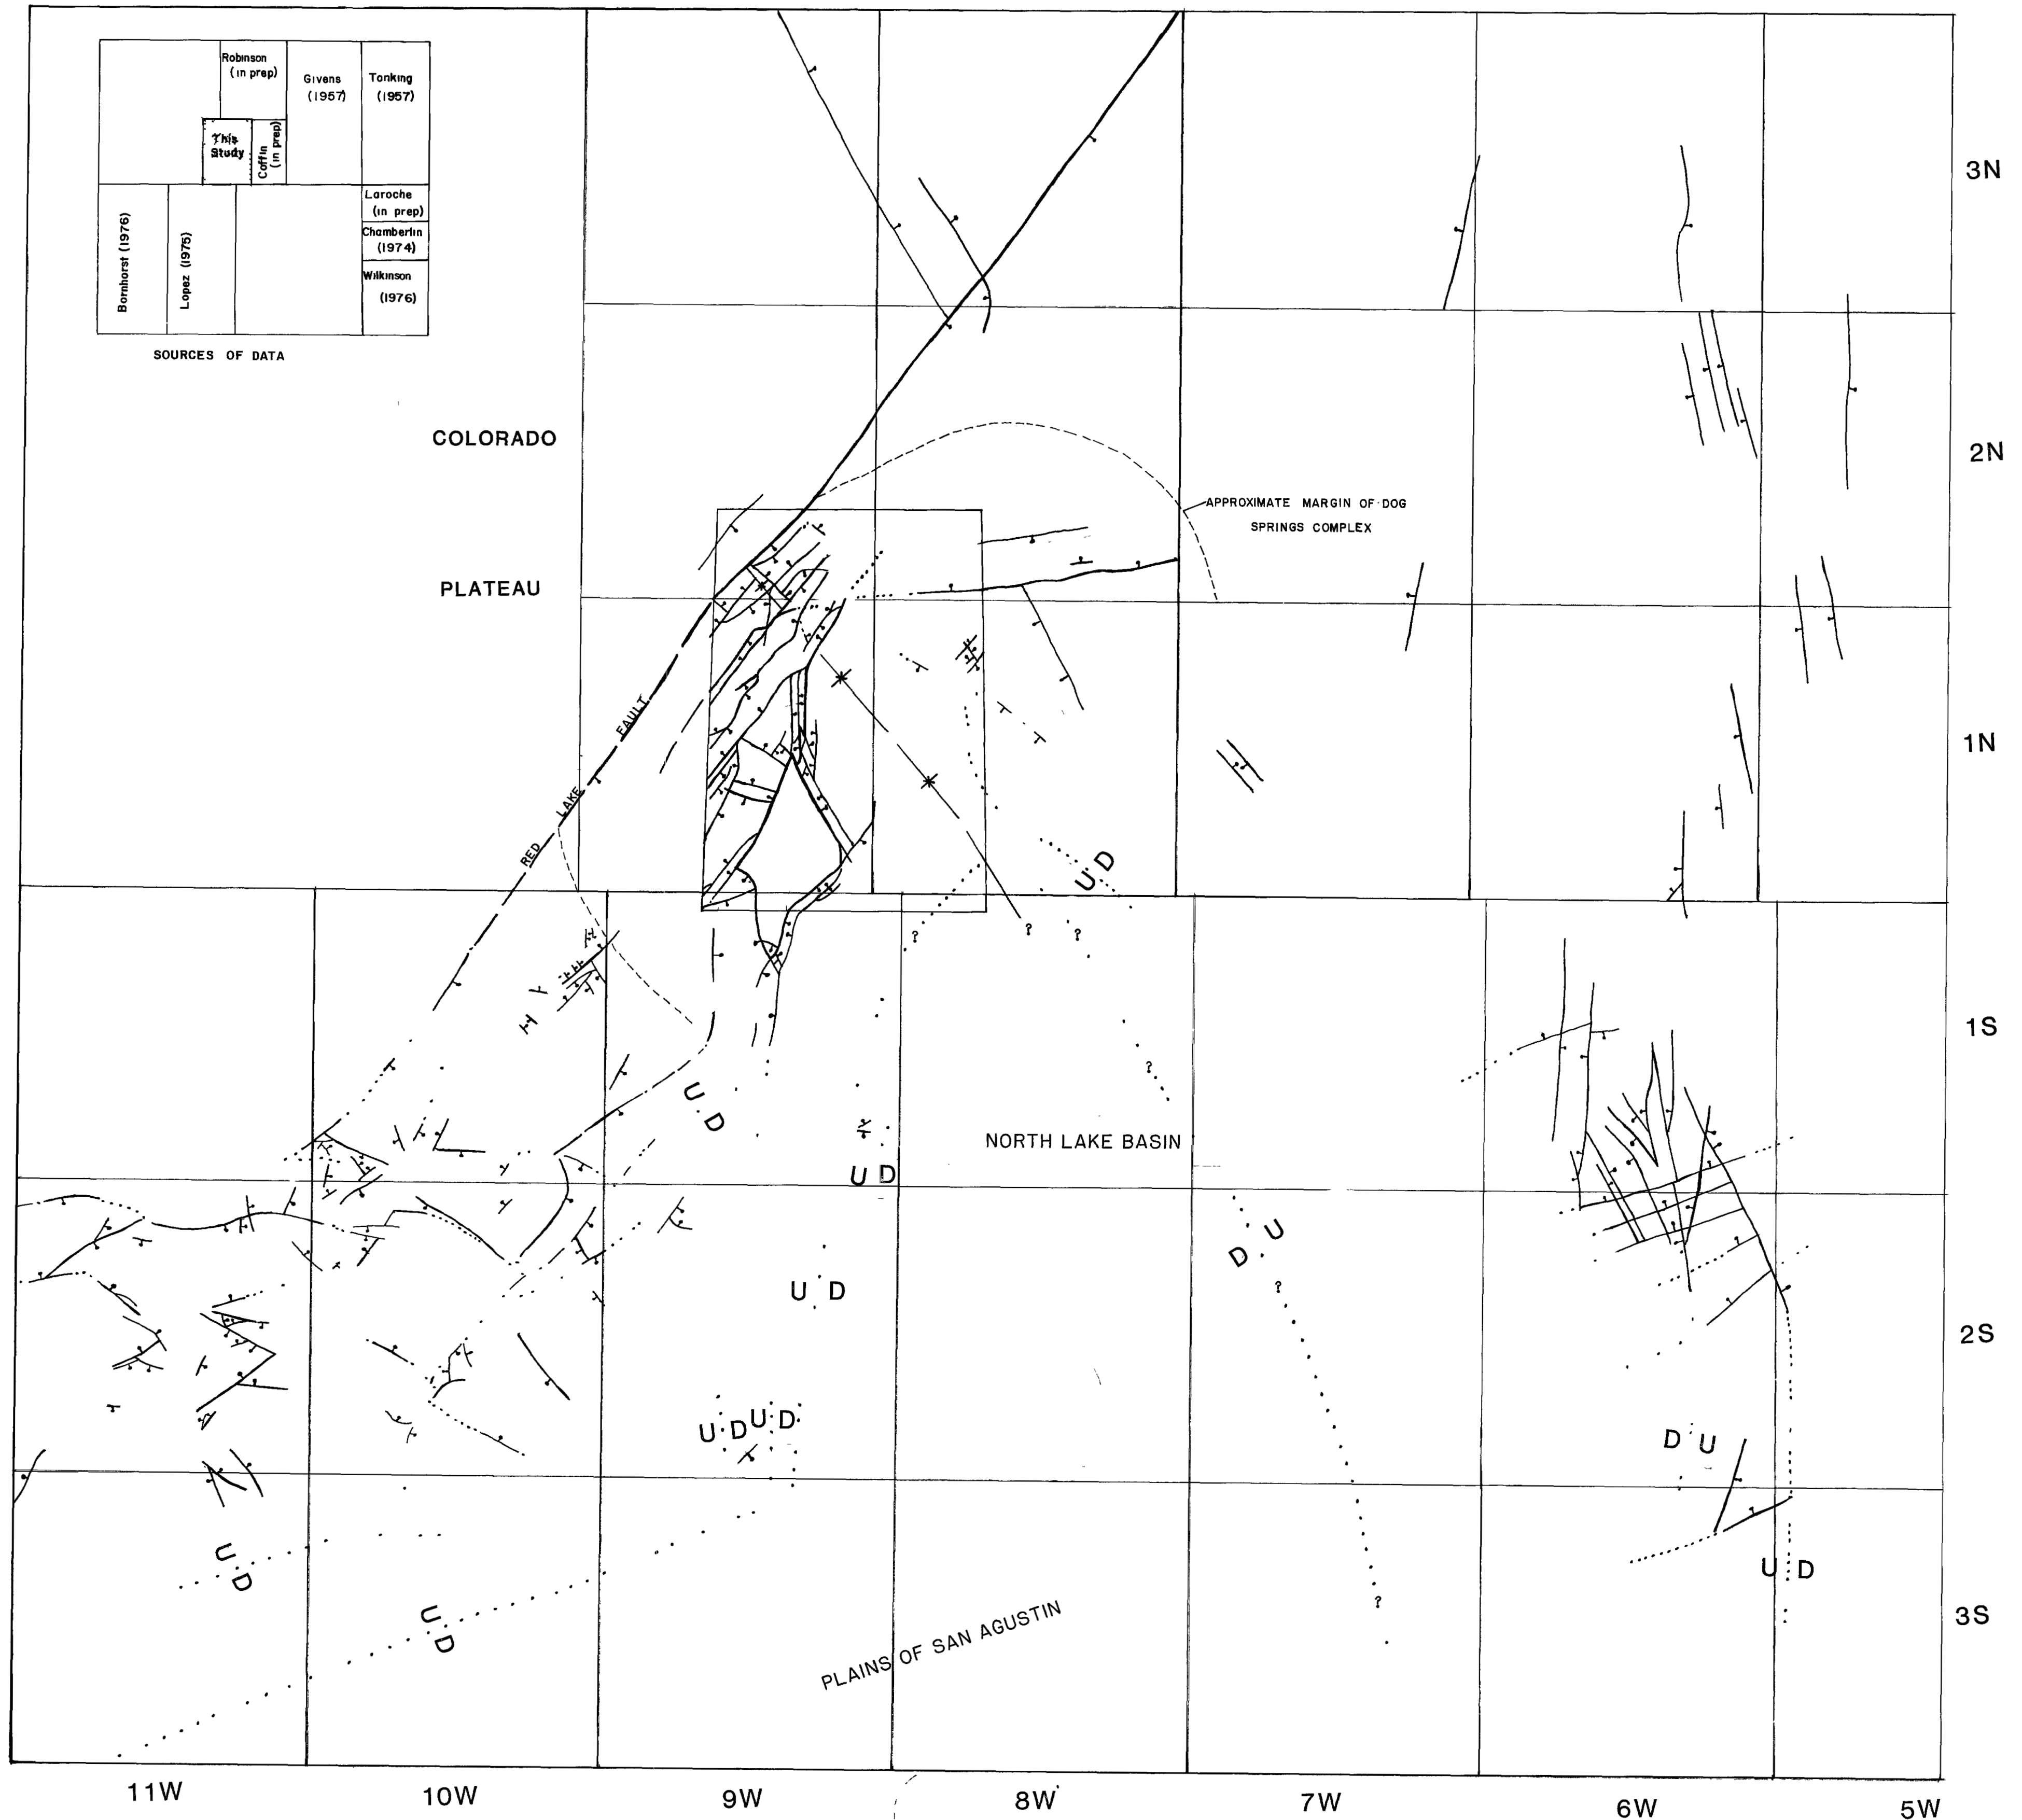 Robinson
(in prep)
Givens
(1957)
Tonking
(1957)
This
Study
Coffin
(in prep)
Laroche
(in prep)
Chamberlin
(1974)
Wilkinson
(1976)
Bornhorst (1976)
Lopez (1975)
SOURCES OF DATA
3N
COLORADO
2N
APPROXIMATE MARGIN OF DOG
SPRINGS COMPLEX
PLATEAU
RED LAKE FAULT
1N
U D
?
?
?
1S
U D
?
NORTH LAKE BASIN
U D
D U
U D
?
2S
U D
U D
D U
U D
U D
U D
?
3S
PLAINS OF SAN AGUSTIN
11W
10W
9W
8W
7W
6W
5W